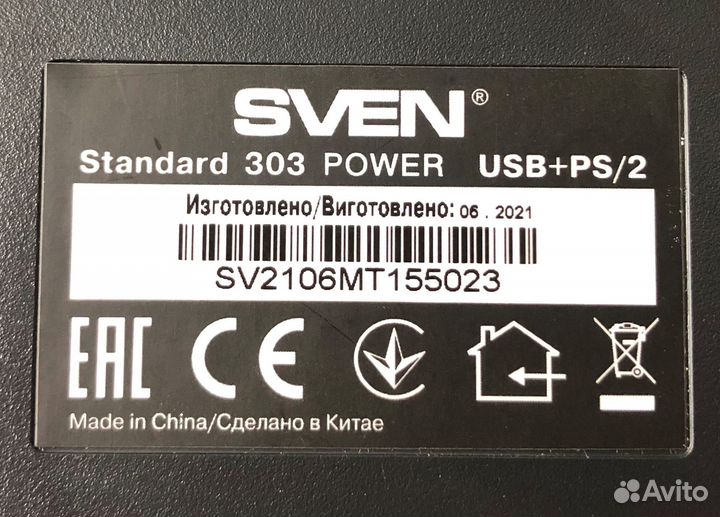 SVEN®
Standard 303 POWER USB+PS/2
Изготовлено/Виготовлено: 06 . 2021
SV2106MT155023
EAC CE
Made in China/Сделано в Китае
Avito